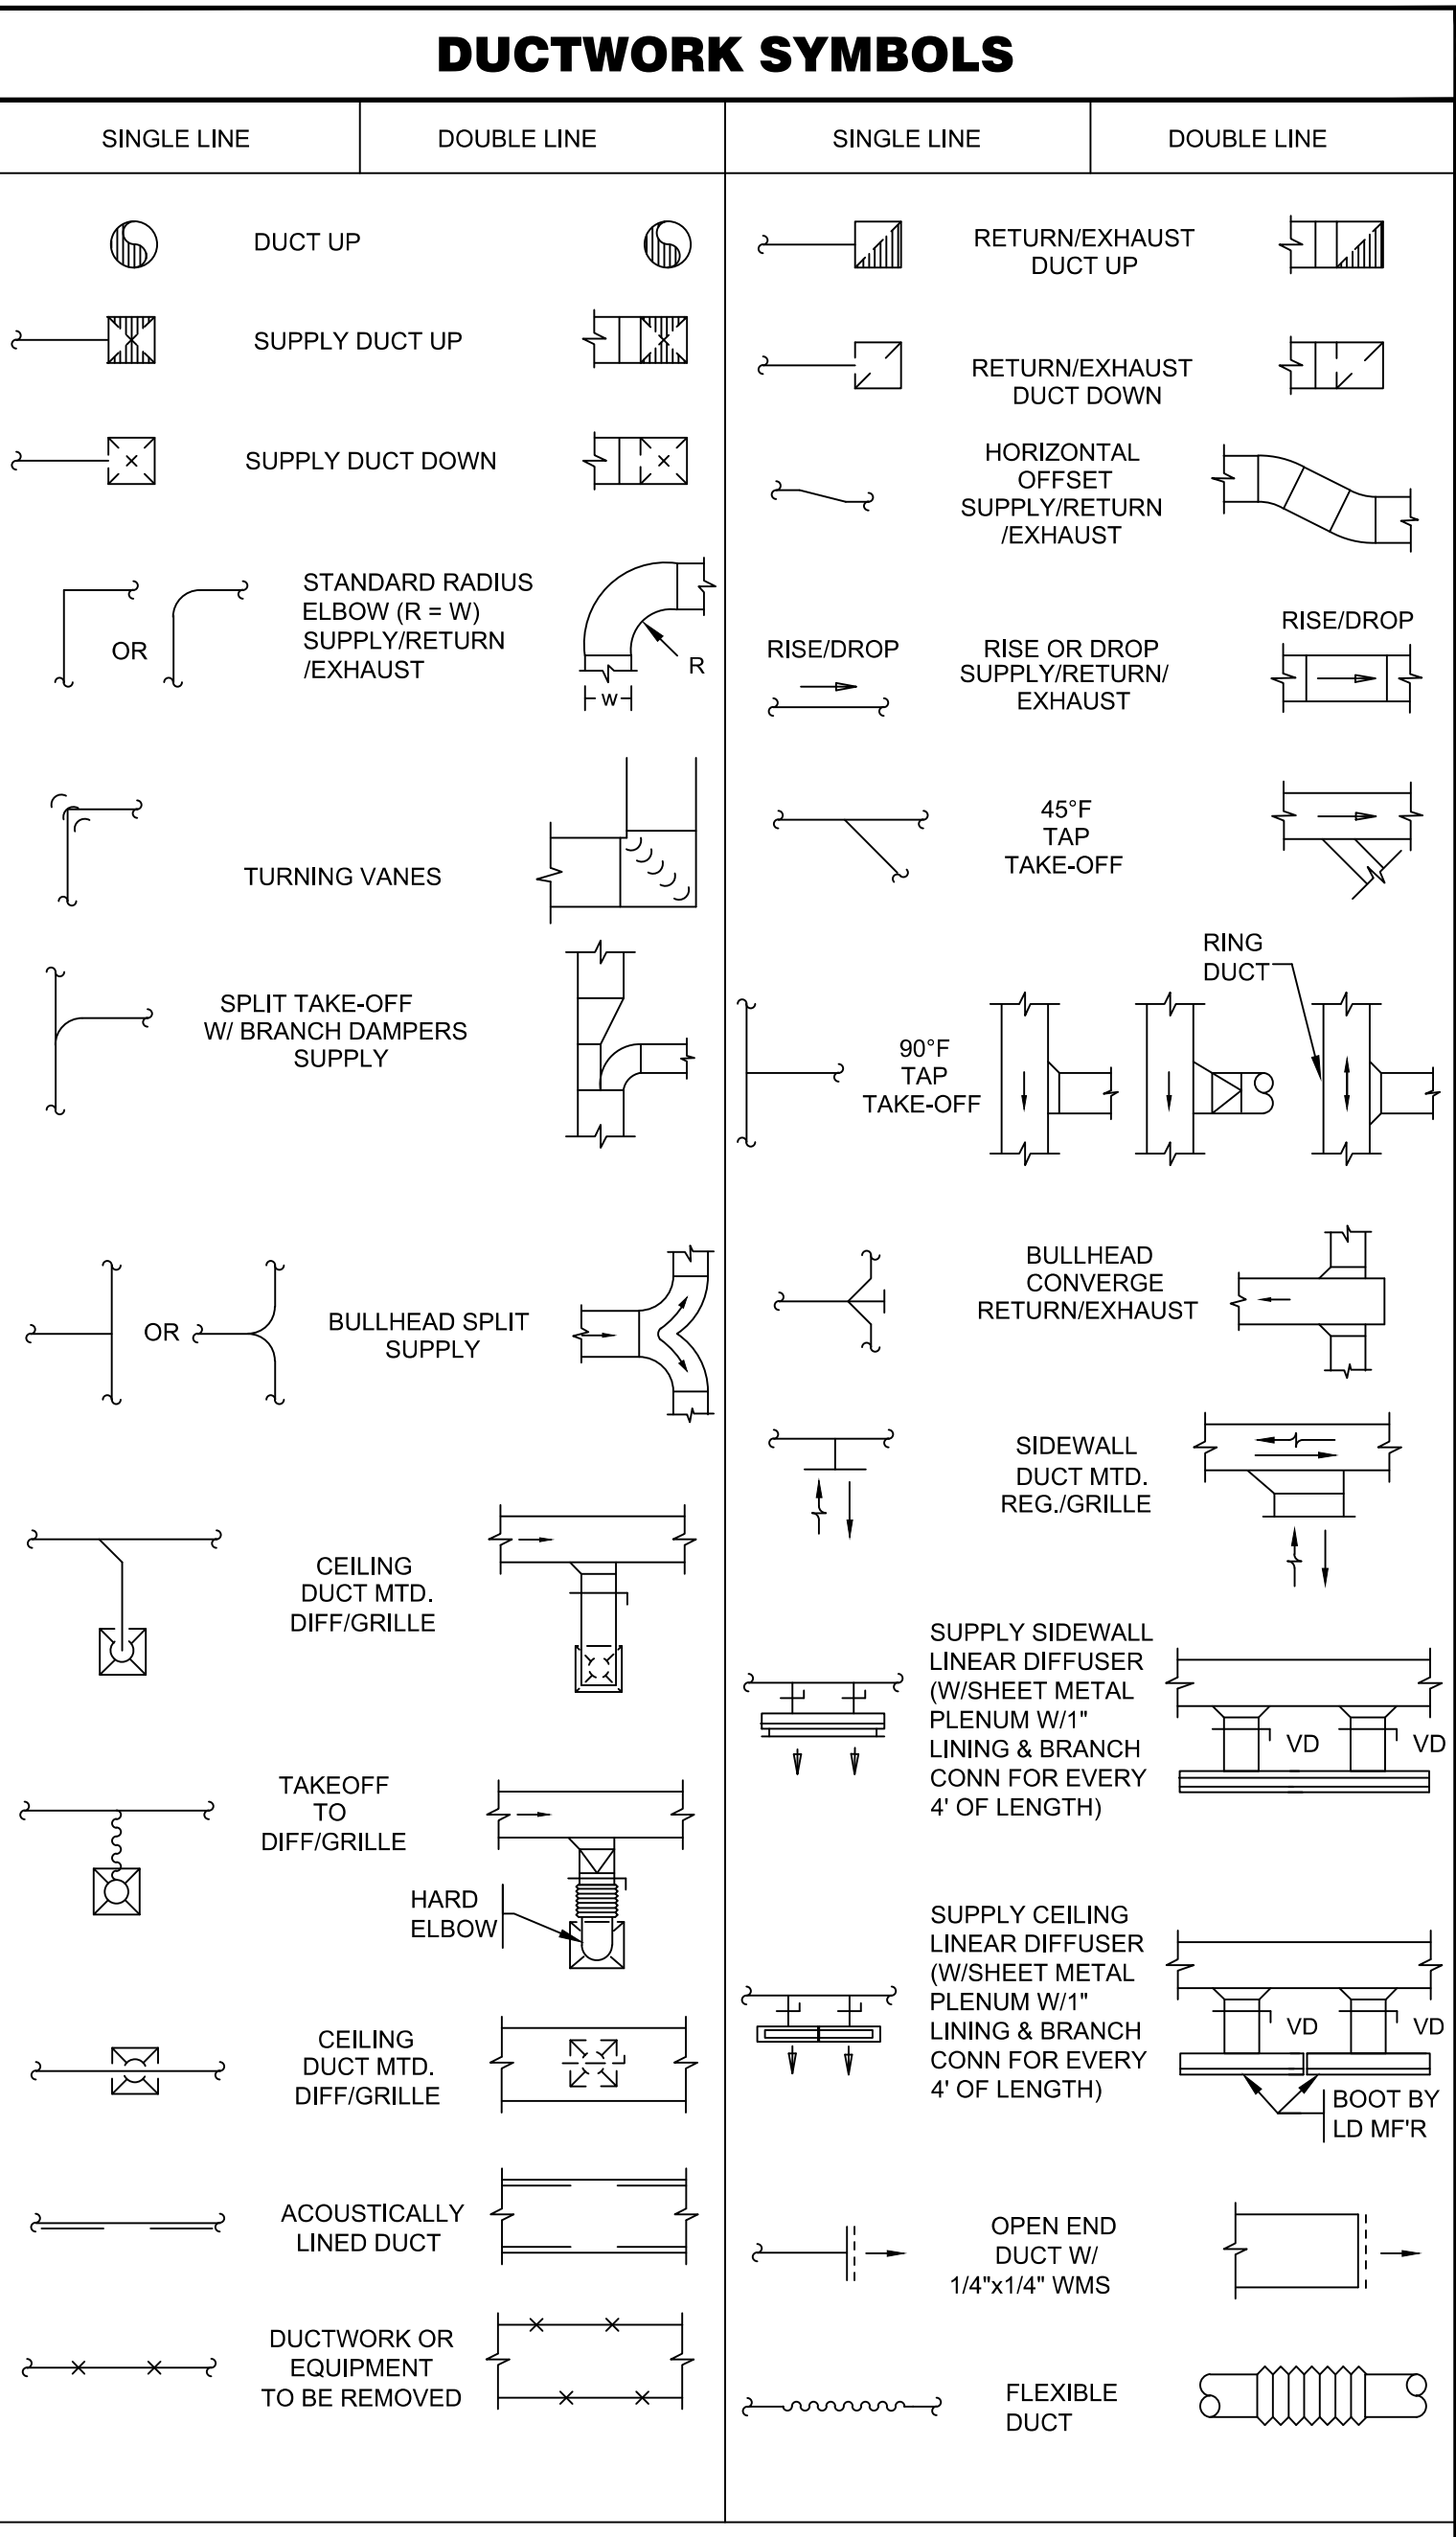 DUCTWORK SYMBOLS
SINGLE LINE
DOUBLE LINE
SINGLE LINE
DOUBLE LINE
DUCT UP
SUPPLY DUCT UP
SUPPLY DUCT DOWN
OR
STANDARD RADIUS
ELBOW (R = W)
SUPPLY/RETURN
/EXHAUST
R
W
TURNING VANES
SPLIT TAKE-OFF
W/ BRANCH DAMPERS
SUPPLY
OR
BULLHEAD SPLIT
SUPPLY
CEILING
DUCT MTD.
DIFF/GRILLE
TAKEOFF
TO
DIFF/GRILLE
HARD
ELBOW
CEILING
DUCT MTD.
DIFF/GRILLE
ACOUSTICALLY
LINED DUCT
DUCTWORK OR
EQUIPMENT
TO BE REMOVED
RETURN/EXHAUST
DUCT UP
RETURN/EXHAUST
DUCT DOWN
HORIZONTAL
OFFSET
SUPPLY/RETURN
/EXHAUST
RISE/DROP
RISE OR DROP
SUPPLY/RETURN/
EXHAUST
RISE/DROP
45°F
TAP
TAKE-OFF
RING
DUCT
90°F
TAP
TAKE-OFF
BULLHEAD
CONVERGE
RETURN/EXHAUST
SIDEWALL
DUCT MTD.
REG./GRILLE
SUPPLY SIDEWALL
LINEAR DIFFUSER
(W/SHEET METAL
PLENUM W/1"
LINING & BRANCH
CONN FOR EVERY
4' OF LENGTH)
VD
VD
SUPPLY CEILING
LINEAR DIFFUSER
(W/SHEET METAL
PLENUM W/1"
LINING & BRANCH
CONN FOR EVERY
4' OF LENGTH)
VD
VD
BOOT BY
LD MF'R
OPEN END
DUCT W/
1/4"x1/4" WMS
FLEXIBLE
DUCT